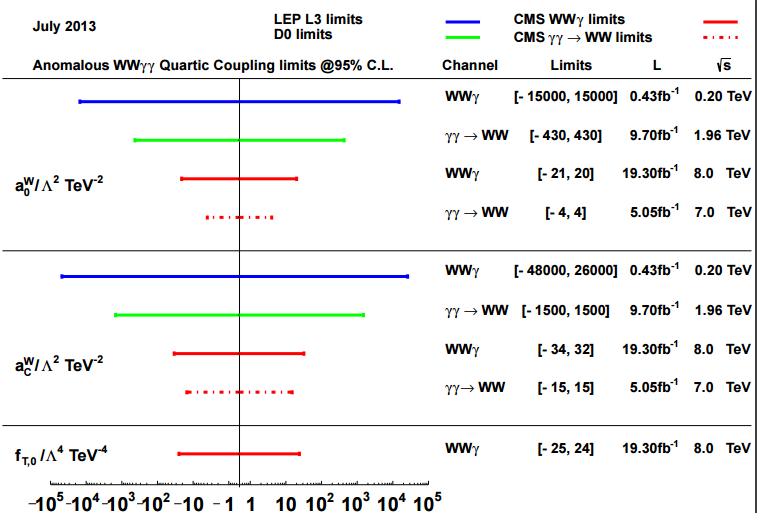 July 2013 LEP L3 limits CMS WWγ limits
D0 limits CMS γγ → WW limits
Anomalous WWγγ Quartic Coupling limits @95% C.L. Channel Limits L √s
WWγ [- 15000, 15000] 0.43fb⁻¹ 0.20 TeV
γγ → WW [- 430, 430] 9.70fb⁻¹ 1.96 TeV
WWγ [- 21, 20] 19.30fb⁻¹ 8.0 TeV
a₀ᵂ/Λ² TeV⁻²
γγ → WW [- 4, 4] 5.05fb⁻¹ 7.0 TeV
WWγ [- 48000, 26000] 0.43fb⁻¹ 0.20 TeV
γγ → WW [- 1500, 1500] 9.70fb⁻¹ 1.96 TeV
WWγ [- 34, 32] 19.30fb⁻¹ 8.0 TeV
a_C^W/Λ² TeV⁻²
γγ → WW [- 15, 15] 5.05fb⁻¹ 7.0 TeV
f_T,0 /Λ⁴ TeV⁻⁴ WWγ [- 25, 24] 19.30fb⁻¹ 8.0 TeV
-10⁵ -10⁴ -10³ -10² -10 - 1 1 10 10² 10³ 10⁴ 10⁵